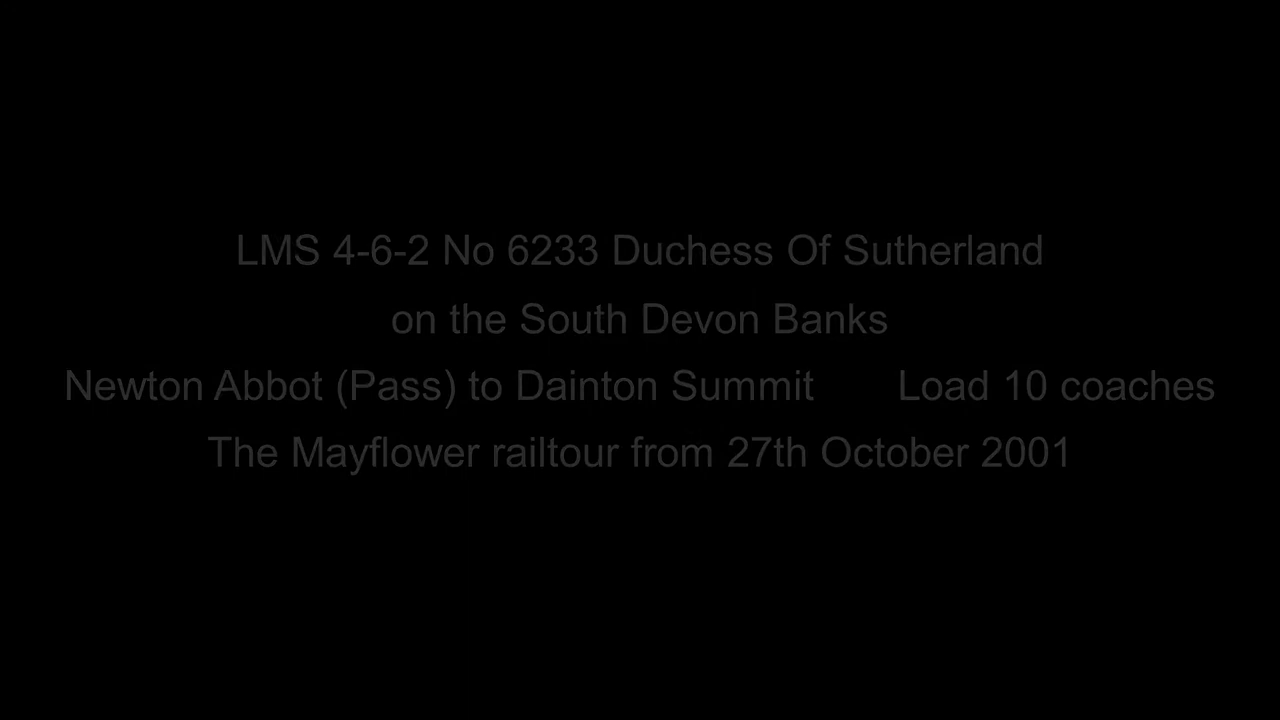 LMS 4-6-2 No 6233 Duchess Of Sutherland
on the South Devon Banks
Newton Abbot (Pass) to Dainton Summit Load 10 coaches
The Mayflower railtour from 27th October 2001